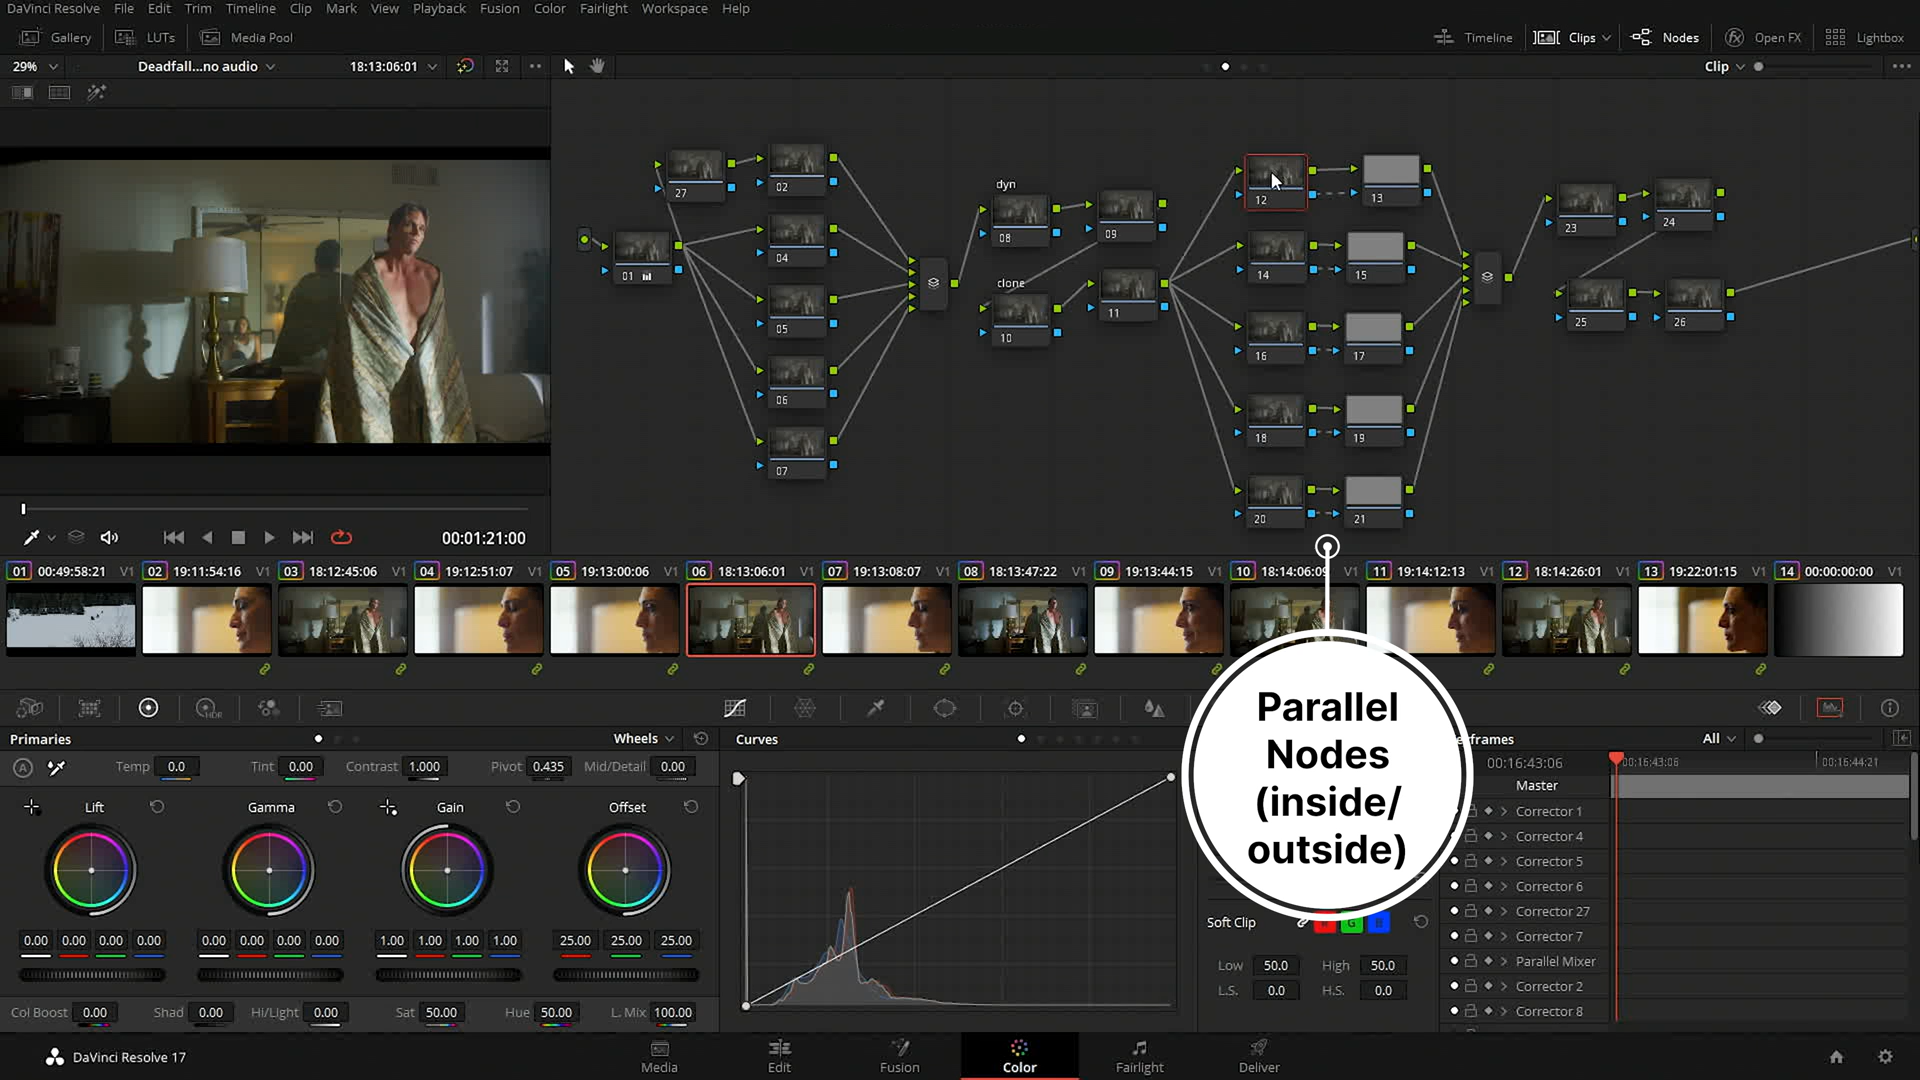 DaVinci Resolve File Edit Trim Timeline Clip Mark View Playback Fusion Color Fairlight Workspace Help
Gallery LUTs Media Pool Timeline Clips Nodes Open FX Lightbox
29% Deadfall...no audio 18:13:06:01 Clip
27 02
dyn
01 04 08 09
clone
05 10 11
06
07
12 13
14 15
16 17
18 19
20 21
23 24
25 26
00:01:21:00
01 00:49:58:21 V1 02 19:11:54:16 V1 03 18:12:45:06 V1 04 19:12:51:07 V1 05 19:13:00:06 V1 06 18:13:06:01 V1 07 19:13:08:07 V1 08 18:13:47:22 V1 09 19:13:44:15 V1 10 18:14:06:09 V1 11 19:14:12:13 V1 12 18:14:26:01 V1 13 19:22:01:15 V1 14 00:00:00:00 V1
HDR
Parallel
Nodes
(inside/
outside)
Primaries Wheels Curves All
A Temp 0.0 Tint 0.00 Contrast 1.000 Pivot 0.435 Mid/Detail 0.00
Lift Gamma Gain Offset
0.00 0.00 0.00 0.00 0.00 0.00 0.00 0.00 1.00 1.00 1.00 1.00 25.00 25.00 25.00
Col Boost 0.00 Shad 0.00 Hi/Light 0.00 Sat 50.00 Hue 50.00 L. Mix 100.00
Soft Clip G
Low 50.0 High 50.0
L.S. 0.0 H.S. 0.0
00:16:43:06 00:16:43:06 00:16:44:21
Master
Corrector 1
Corrector 4
Corrector 5
Corrector 6
Corrector 27
Corrector 7
Parallel Mixer
Corrector 2
Corrector 8
DaVinci Resolve 17 Media Edit Fusion Color Fairlight Deliver